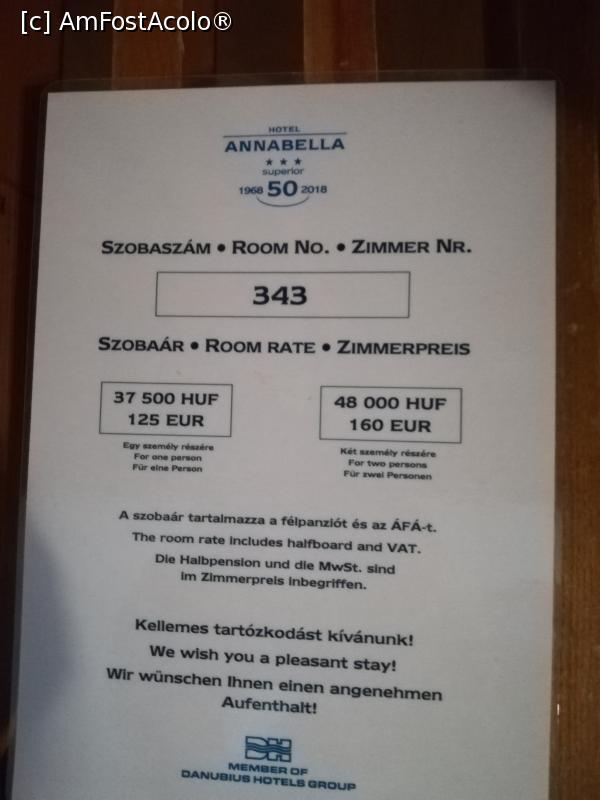 [c] AmFostAcolo®
HOTEL
ANNABELLA
★ ★ ★
superior
1968 50 2018
SZOBASZÁM • ROOM NO. • ZIMMER NR.
343
SZOBAÁR • ROOM RATE • ZIMMERPREIS
37 500 HUF
125 EUR
Egy személy részére
For one person
Für eine Person
48 000 HUF
160 EUR
Két személy részére
For two persons
Für zwei Personen
A szobaár tartalmazza a félpanziót és az ÁFÁ-t.
The room rate includes halfboard and VAT.
Die Halbpension und die MwSt. sind
im Zimmerpreis inbegriffen.
Kellemes tartózkodást kívánunk!
We wish you a pleasant stay!
Wir wünschen Ihnen einen angenehmen
Aufenthalt!
DH
MEMBER OF
DANUBIUS HOTELS GROUP